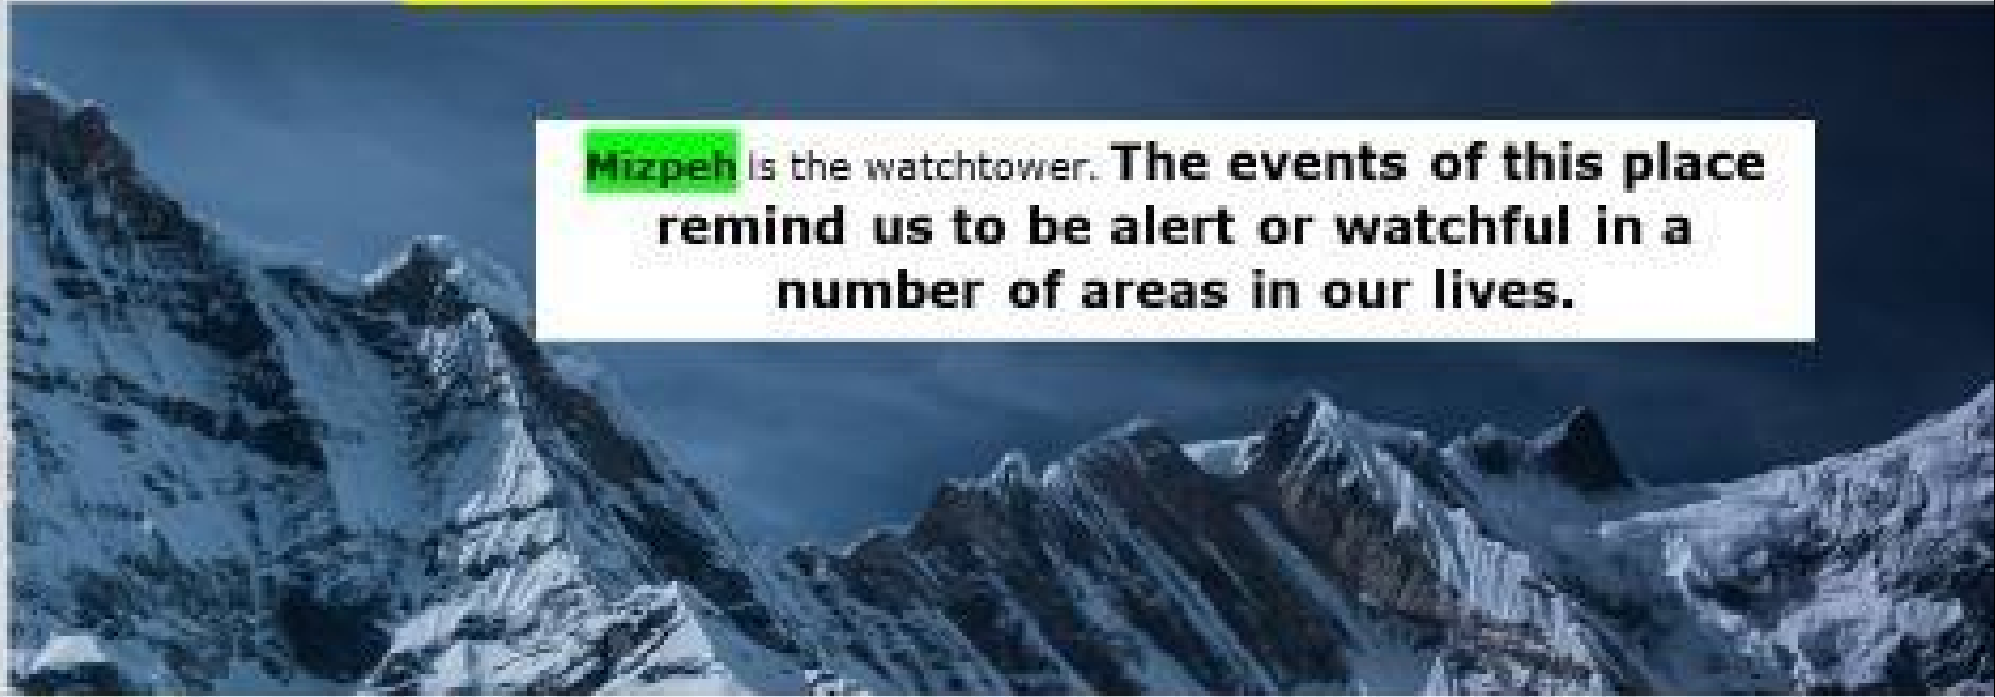 Mizpeh is the watchtower. The events of this place
remind us to be alert or watchful in a
number of areas in our lives.